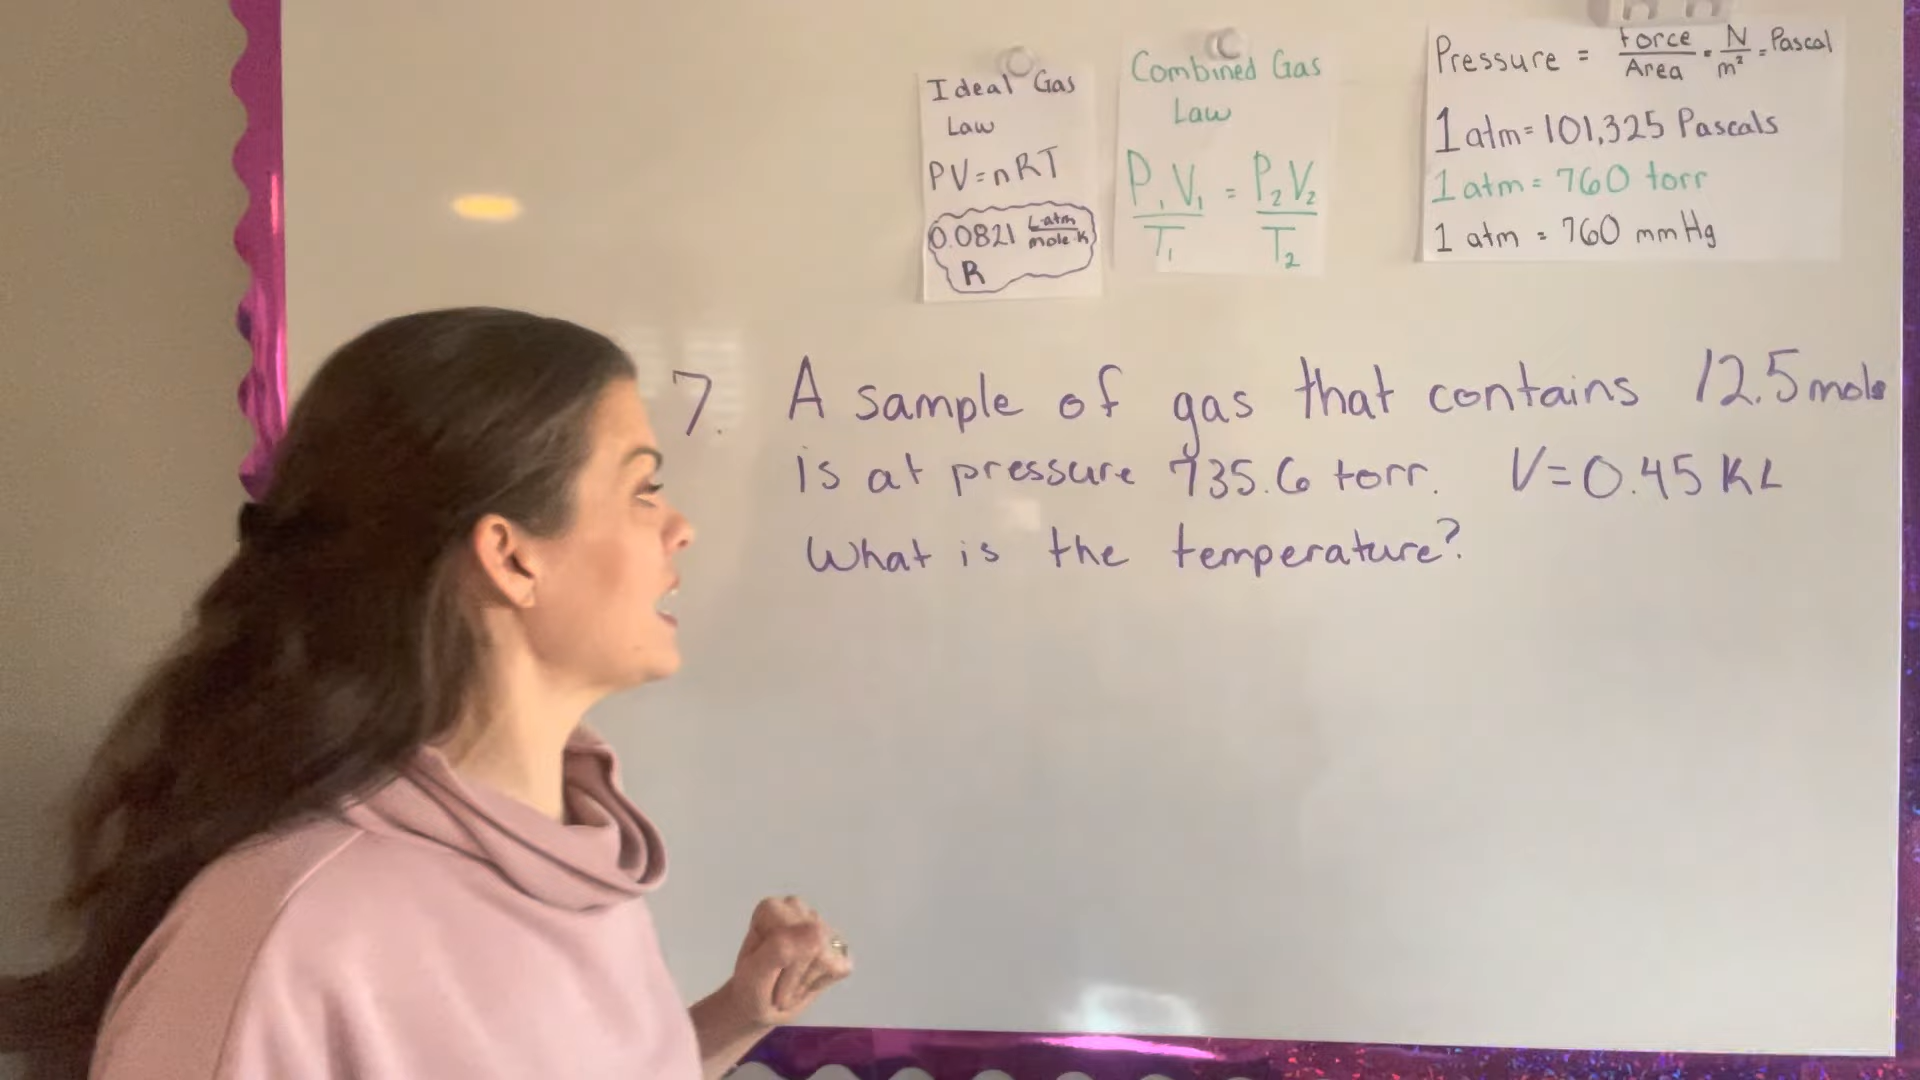 Ideal Gas
Law
PV=nRT
0.0821 L·atm/mole·K
R
Combined Gas
Law
P₁V₁/T₁ = P₂V₂/T₂
Pressure = Force/Area = N/m² = Pascal
1 atm = 101,325 Pascals
1 atm = 760 torr
1 atm = 760 mmHg
7. A sample of gas that contains 12.5 mole
is at pressure 735.6 torr. V=0.45 KL
What is the temperature?